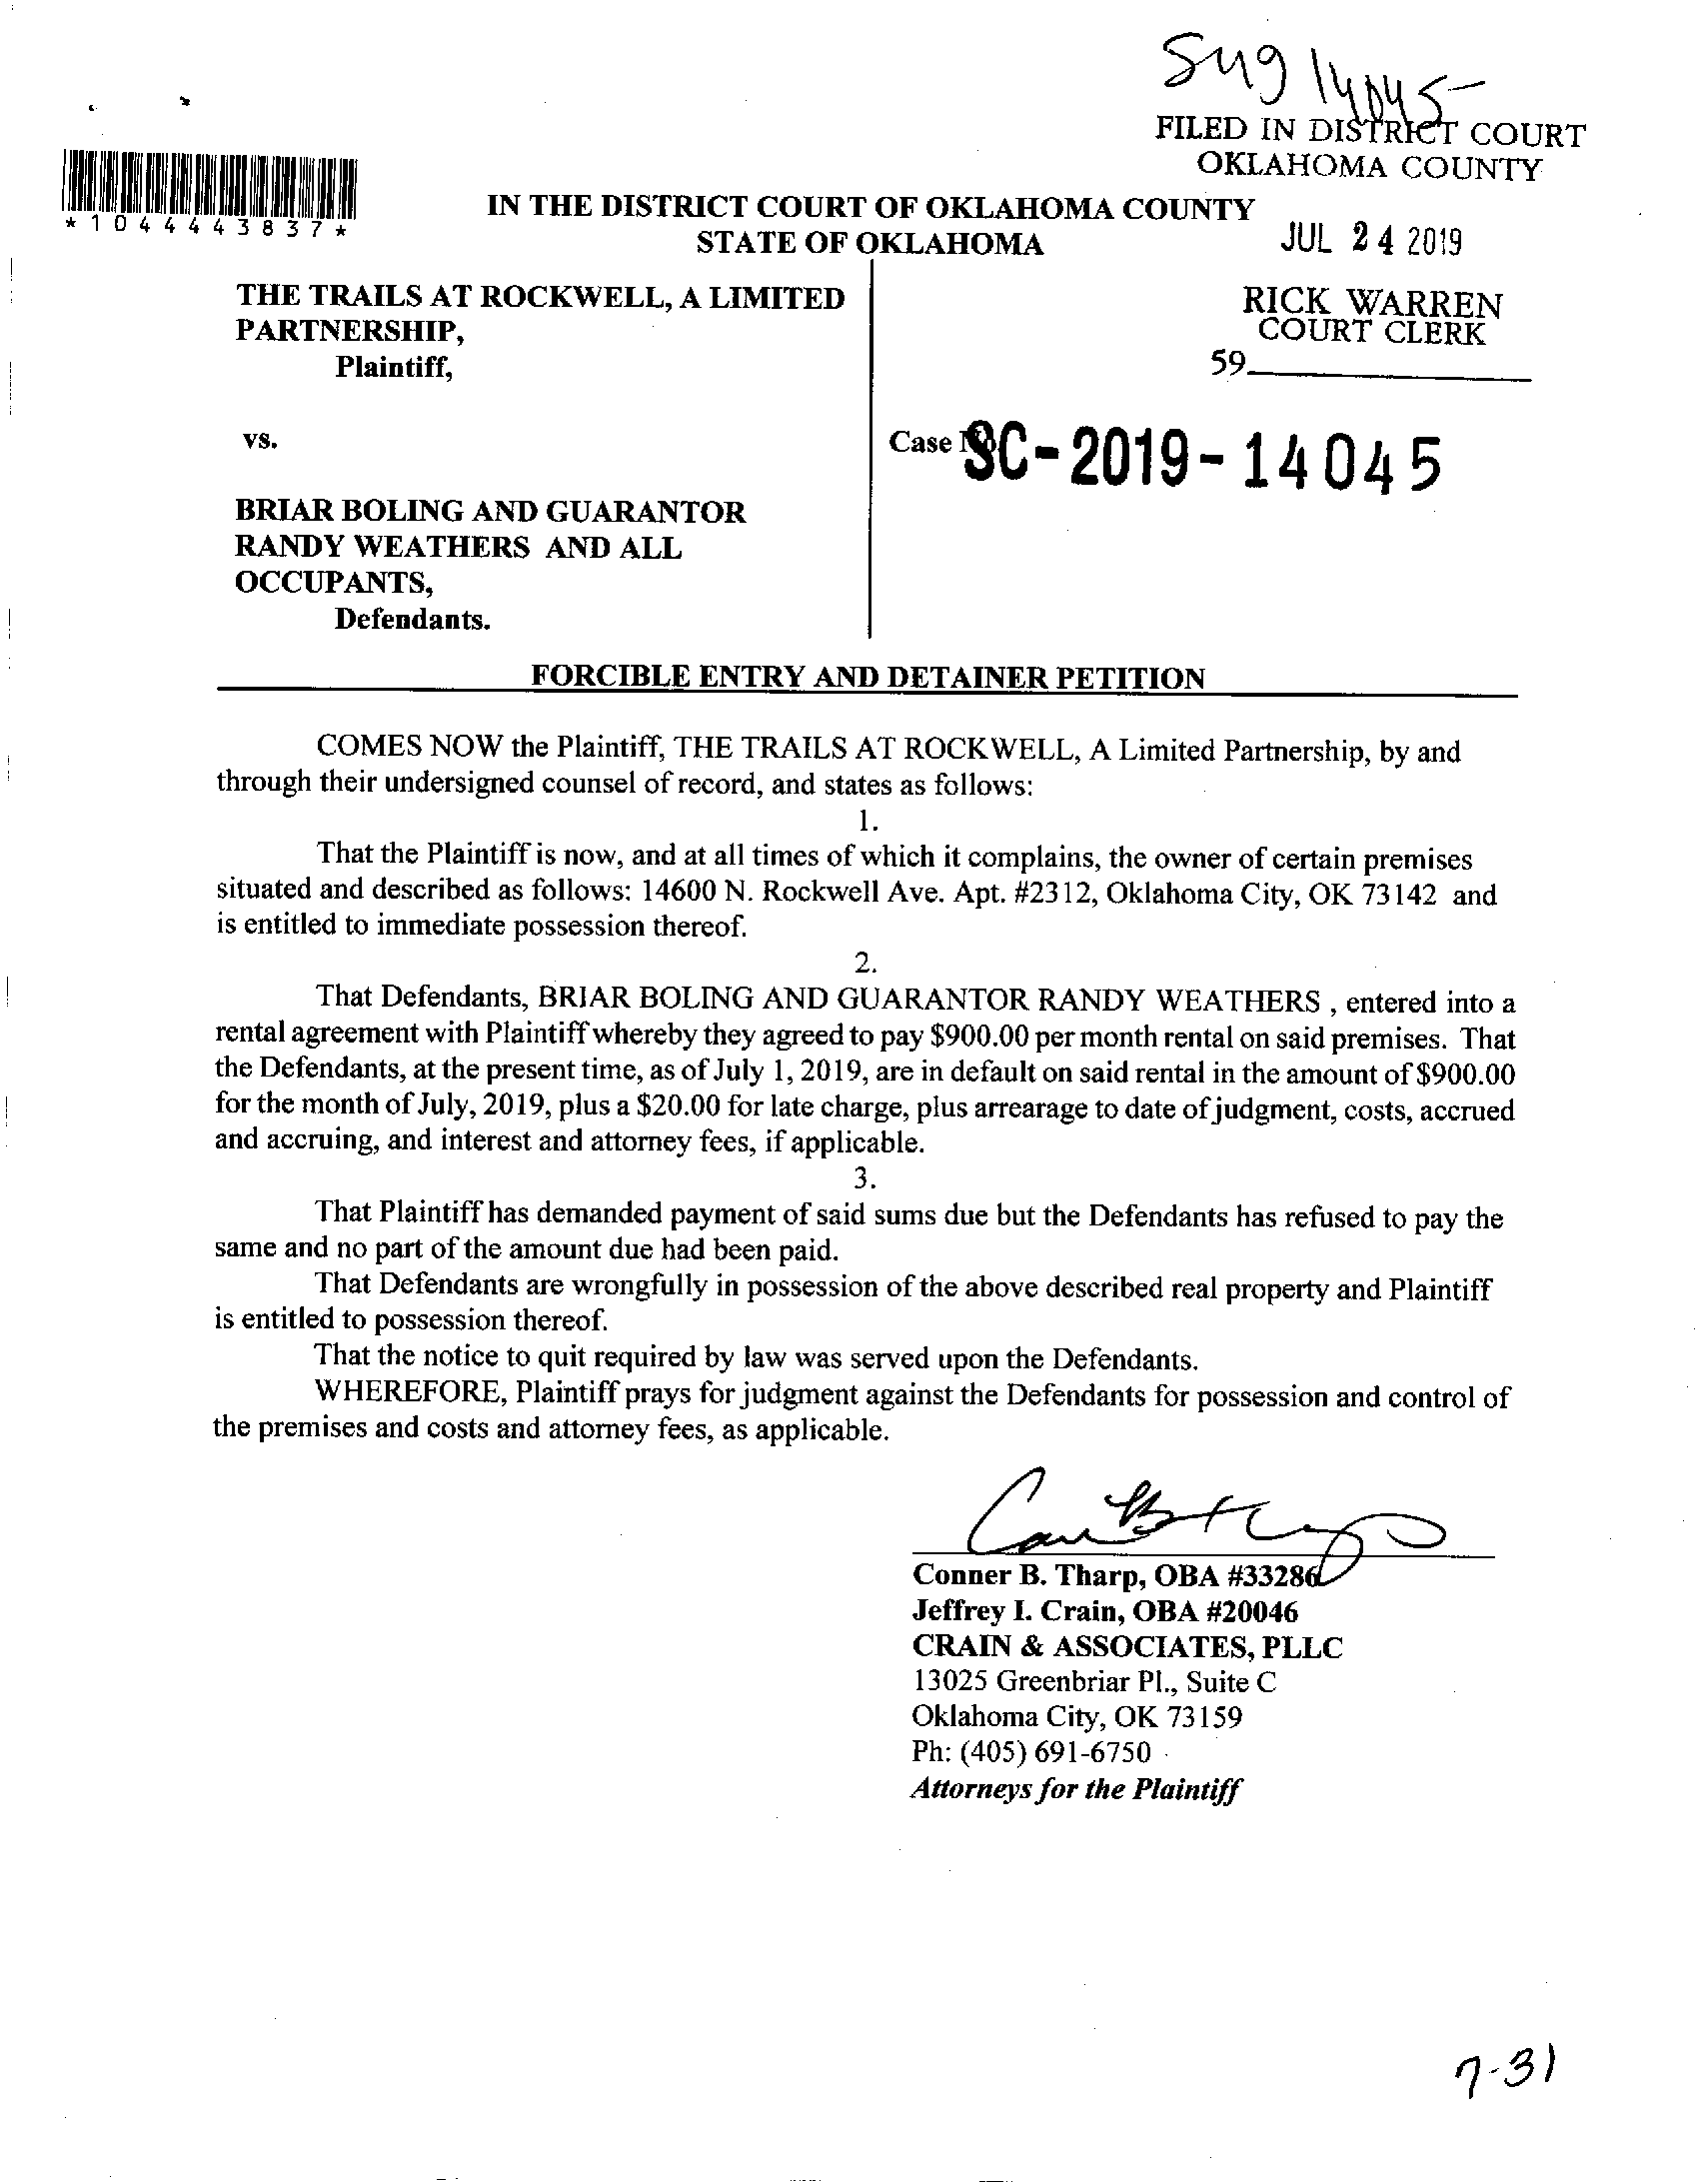 SC19 14045
FILED IN DISTRICT COURT
OKLAHOMA COUNTY
*1044443837*
IN THE DISTRICT COURT OF OKLAHOMA COUNTY
STATE OF OKLAHOMA
JUL 24 2019
THE TRAILS AT ROCKWELL, A LIMITED
PARTNERSHIP,
Plaintiff,
RICK WARREN
COURT CLERK
59
vs.
Case No. SC-2019-14045
BRIAR BOLING AND GUARANTOR
RANDY WEATHERS AND ALL
OCCUPANTS,
Defendants.
FORCIBLE ENTRY AND DETAINER PETITION
COMES NOW the Plaintiff, THE TRAILS AT ROCKWELL, A Limited Partnership, by and
through their undersigned counsel of record, and states as follows:
1.
That the Plaintiff is now, and at all times of which it complains, the owner of certain premises
situated and described as follows: 14600 N. Rockwell Ave. Apt. #2312, Oklahoma City, OK 73142 and
is entitled to immediate possession thereof.
2.
That Defendants, BRIAR BOLING AND GUARANTOR RANDY WEATHERS , entered into a
rental agreement with Plaintiff whereby they agreed to pay $900.00 per month rental on said premises. That
the Defendants, at the present time, as of July 1, 2019, are in default on said rental in the amount of $900.00
for the month of July, 2019, plus a $20.00 for late charge, plus arrearage to date of judgment, costs, accrued
and accruing, and interest and attorney fees, if applicable.
3.
That Plaintiff has demanded payment of said sums due but the Defendants has refused to pay the
same and no part of the amount due had been paid.
That Defendants are wrongfully in possession of the above described real property and Plaintiff
is entitled to possession thereof.
That the notice to quit required by law was served upon the Defendants.
WHEREFORE, Plaintiff prays for judgment against the Defendants for possession and control of
the premises and costs and attorney fees, as applicable.
Conner B. Tharp, OBA #33286
Jeffrey I. Crain, OBA #20046
CRAIN & ASSOCIATES, PLLC
13025 Greenbriar Pl., Suite C
Oklahoma City, OK 73159
Ph: (405) 691-6750
Attorneys for the Plaintiff
7-31